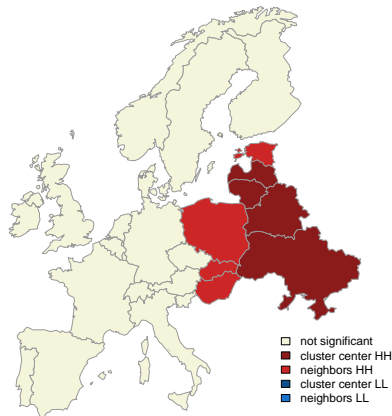 not significant
cluster center HH
neighbors HH
cluster center LL
neighbors LL